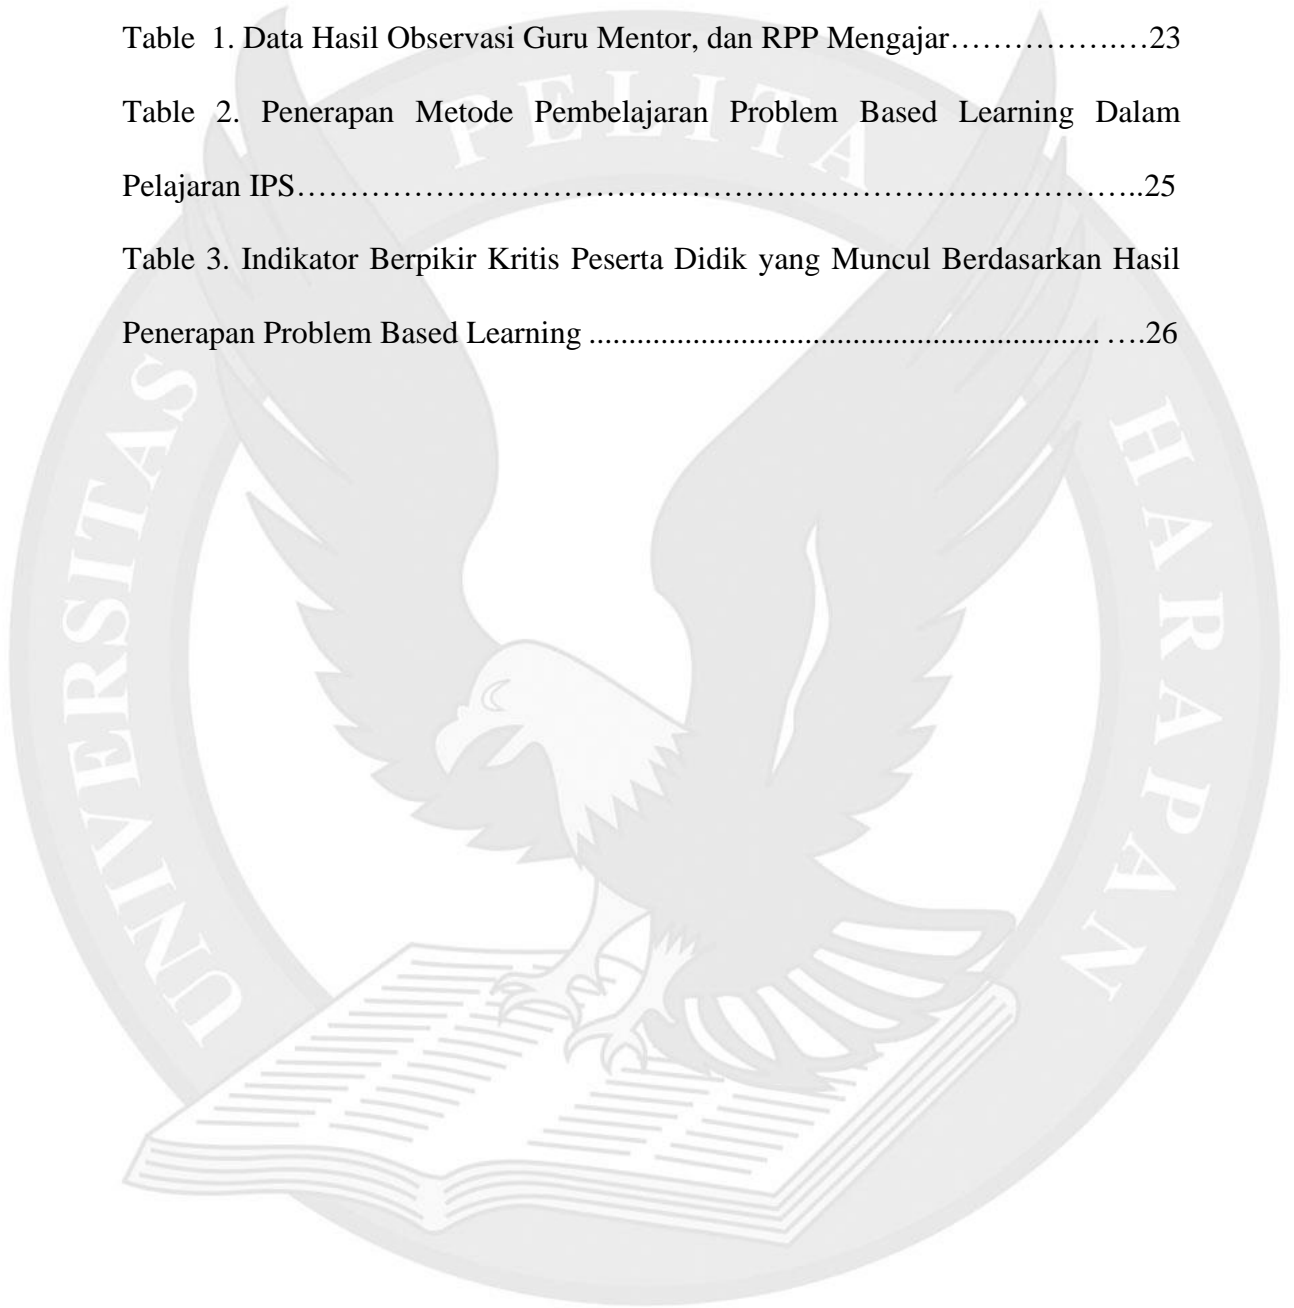 Table 1. Data Hasil Observasi Guru Mentor, dan RPP Mengajar…………….…23
Table 2. Penerapan Metode Pembelajaran Problem Based Learning Dalam
Pelajaran IPS………………………………………………………………………..25
Table 3. Indikator Berpikir Kritis Peserta Didik yang Muncul Berdasarkan Hasil
Penerapan Problem Based Learning ................................................................ ….26
UNIVERSITAS PELITA HARAPAN